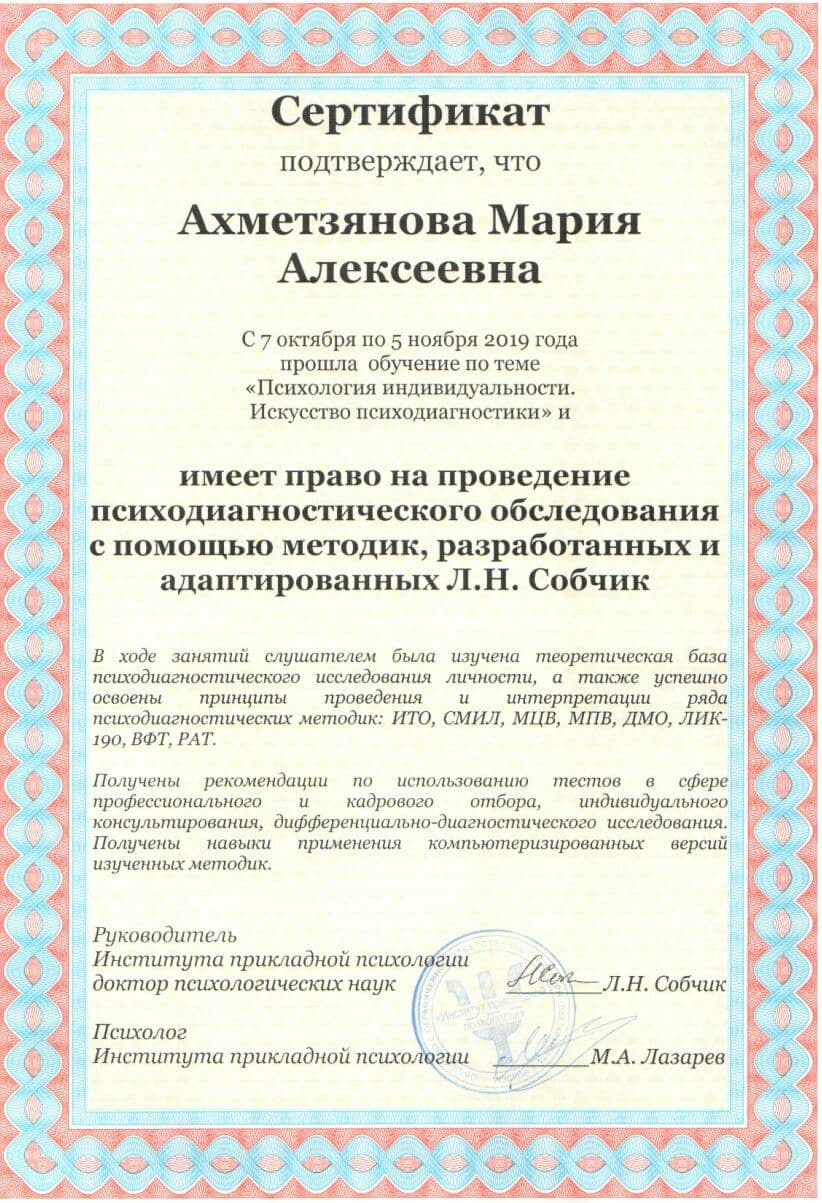 Сертификат
подтверждает, что
Ахметзянова Мария
Алексеевна
С 7 октября по 5 ноября 2019 года
прошла обучение по теме
«Психология индивидуальности.
Искусство психодиагностики» и
имеет право на проведение
психодиагностического обследования
с помощью методик, разработанных и
адаптированных Л.Н. Собчик
В ходе занятий слушателем была изучена теоретическая база
психодиагностического исследования личности, а также успешно
освоены принципы проведения и интерпретации ряда
психодиагностических методик: ИТО, СМИЛ, МЦВ, МПВ, ДМО, ЛИК-
190, ВФТ, РАТ.
Получены рекомендации по использованию тестов в сфере
профессионального и кадрового отбора, индивидуального
консультирования, дифференциально-диагностического исследования.
Получены навыки применения компьютеризированных версий
изученных методик.
Руководитель
Института прикладной психологии
доктор психологических наук Л.Н. Собчик
Психолог
Института прикладной психологии М.А. Лазарев
«Институт прикладной
психологии»